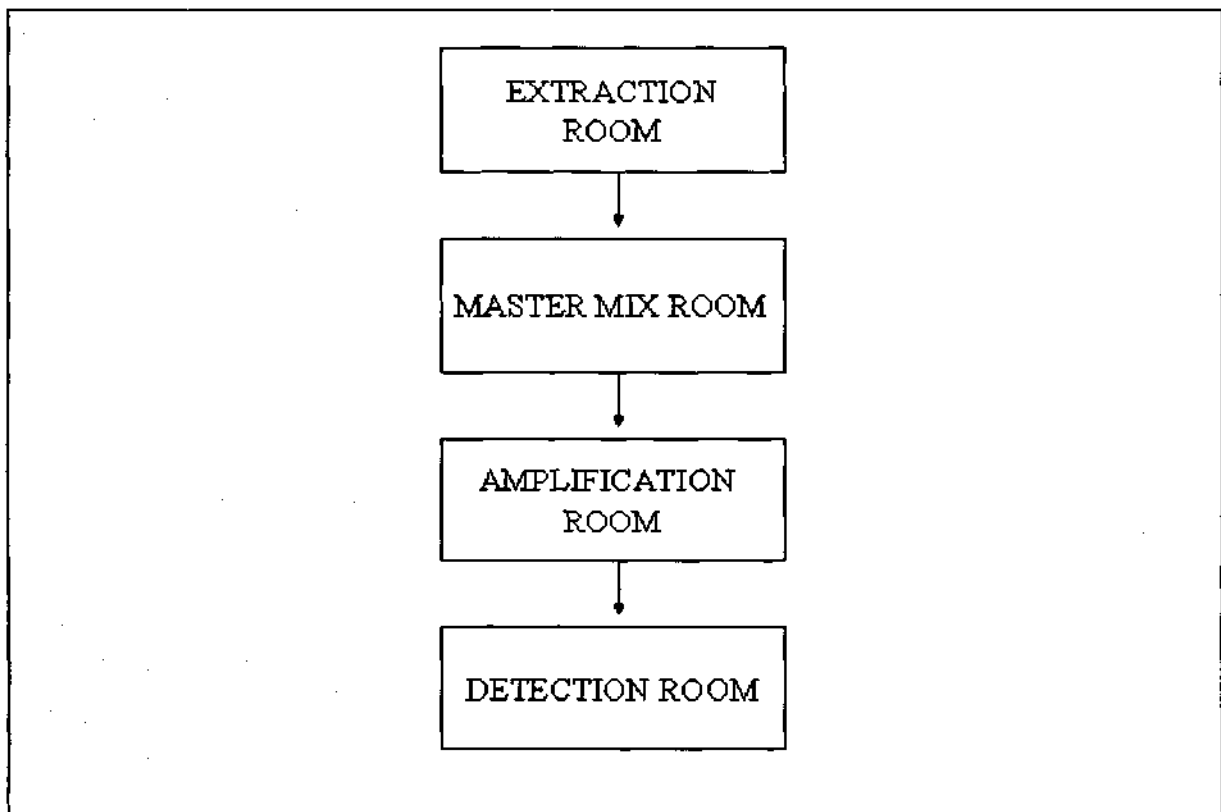 EXTRACTION
ROOM
MASTER MIX ROOM
AMPLIFICATION
ROOM
DETECTION ROOM